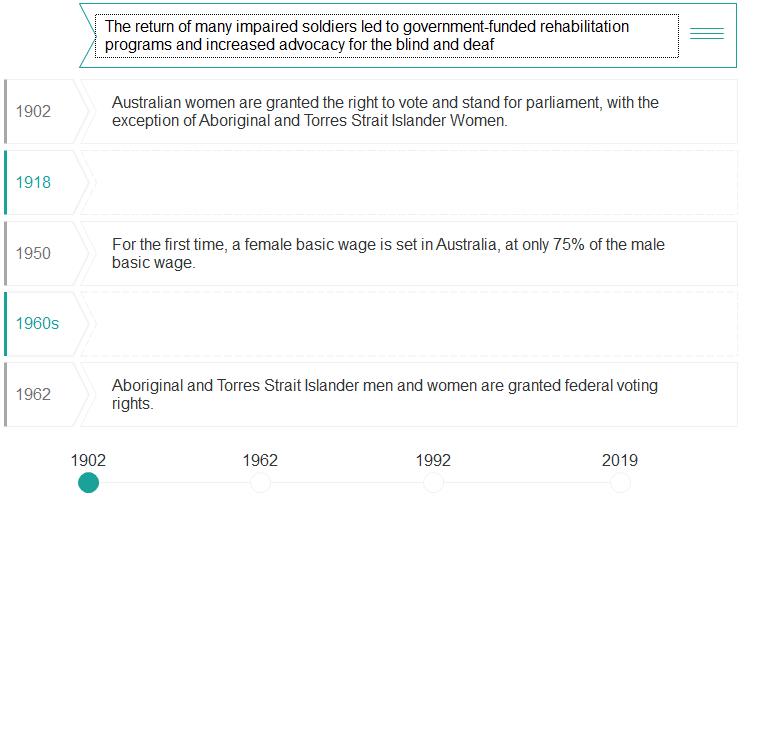 The return of many impaired soldiers led to government-funded rehabilitation
programs and increased advocacy for the blind and deaf
1902
Australian women are granted the right to vote and stand for parliament, with the
exception of Aboriginal and Torres Strait Islander Women.
1918
1950
For the first time, a female basic wage is set in Australia, at only 75% of the male
basic wage.
1960s
1962
Aboriginal and Torres Strait Islander men and women are granted federal voting
rights.
1902 1962 1992 2019